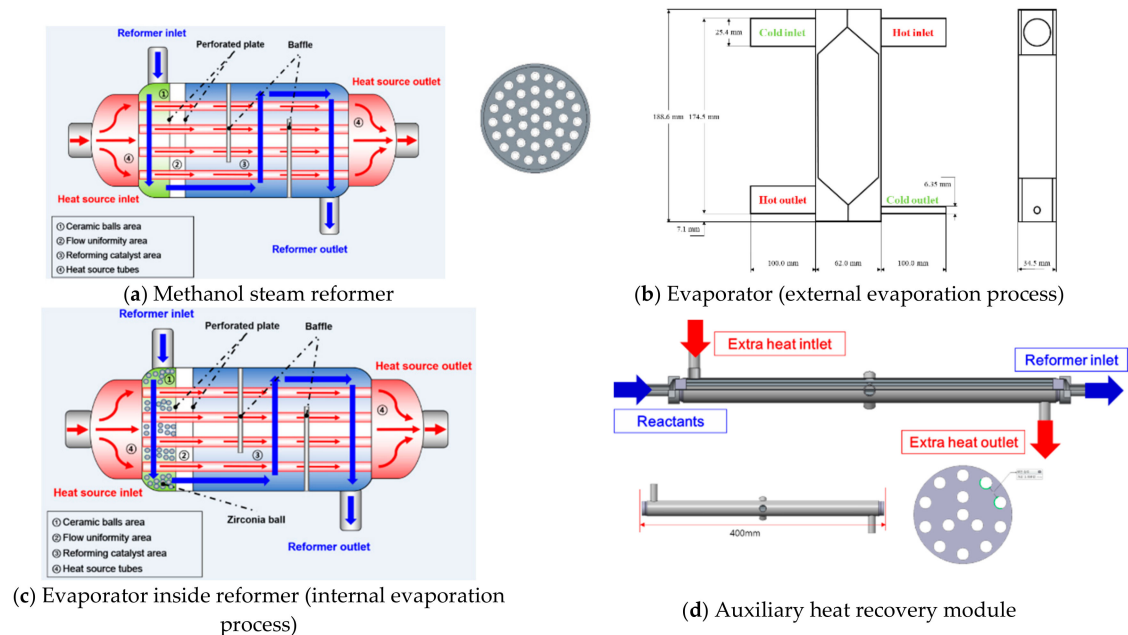 Reformer inlet
Perforated plate
Baffle
Heat source outlet
①
④
④
②
③
Heat source inlet
① Ceramic balls area
② Flow uniformity area
③ Reforming catalyst area
④ Heat source tubes
Reformer outlet
(a) Methanol steam reformer
Cold inlet
Hot inlet
25.4 mm
188.6 mm
174.5 mm
6.35 mm
Hot outlet
Cold outlet
7.1 mm
100.0 mm
62.0 mm
100.0 mm
34.5 mm
(b) Evaporator (external evaporation process)
Reformer inlet
Perforated plate
Baffle
Heat source outlet
①
④
④
②
③
Heat source inlet
Zirconia ball
① Ceramic balls area
② Flow uniformity area
③ Reforming catalyst area
④ Heat source tubes
Reformer outlet
(c) Evaporator inside reformer (internal evaporation
process)
Extra heat intlet
Reformer inlet
Reactants
Extra heat outlet
400mm
(d) Auxiliary heat recovery module